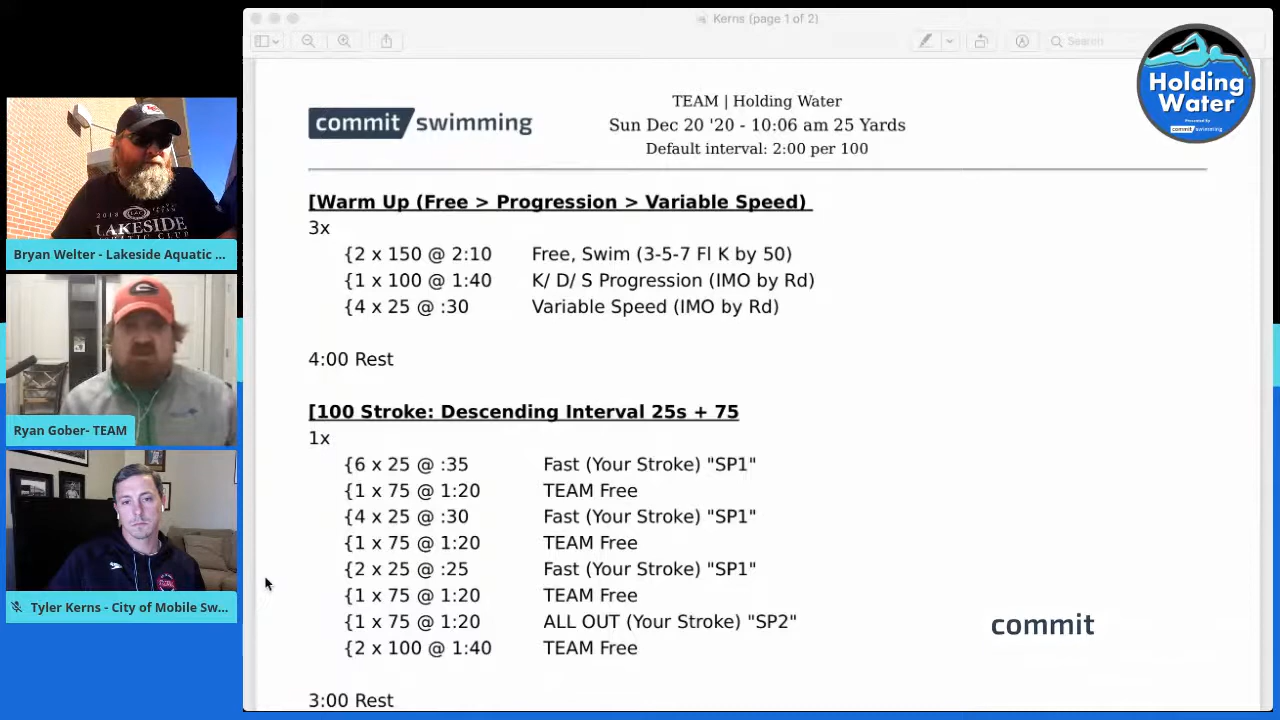 Kerns (page 1 of 2)
Search
Holding
Water
Presented By
commit swimming
commit swimming
TEAM | Holding Water
Sun Dec 20 '20 - 10:06 am 25 Yards
Default interval: 2:00 per 100
[Warm Up (Free > Progression > Variable Speed)
3x
{2 x 150 @ 2:10 Free, Swim (3-5-7 Fl K by 50)
{1 x 100 @ 1:40 K/ D/ S Progression (IMO by Rd)
{4 x 25 @ :30 Variable Speed (IMO by Rd)
4:00 Rest
[100 Stroke: Descending Interval 25s + 75
1x
{6 x 25 @ :35 Fast (Your Stroke) "SP1"
{1 x 75 @ 1:20 TEAM Free
{4 x 25 @ :30 Fast (Your Stroke) "SP1"
{1 x 75 @ 1:20 TEAM Free
{2 x 25 @ :25 Fast (Your Stroke) "SP1"
{1 x 75 @ 1:20 TEAM Free
{1 x 75 @ 1:20 ALL OUT (Your Stroke) "SP2"
{2 x 100 @ 1:40 TEAM Free
3:00 Rest
commit
2018
LAKESIDE
AQUATIC CLUB
Bryan Welter - Lakeside Aquatic ...
Ryan Gober- TEAM
Tyler Kerns - City of Mobile Sw...